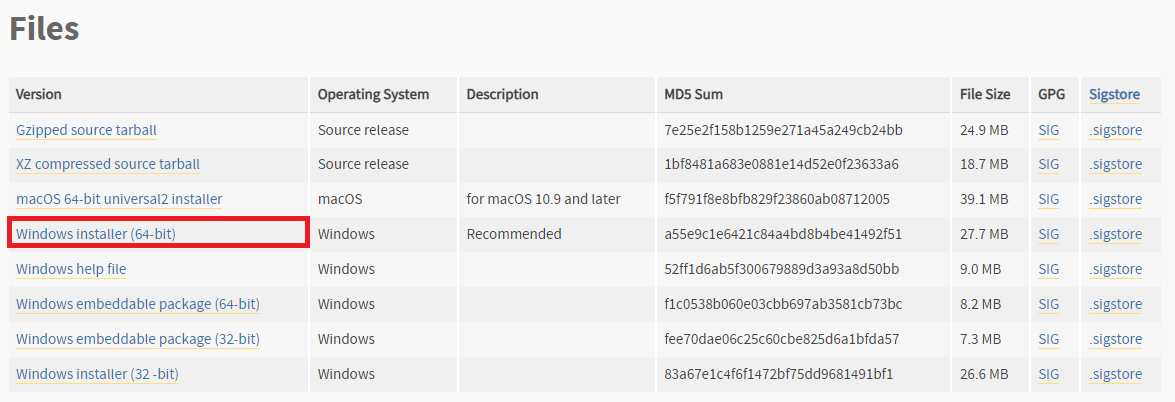 Files
Version Operating System Description MD5 Sum File Size GPG Sigstore
Gzipped source tarball Source release 7e25e2f158b1259e271a45a249cb24bb 24.9 MB SIG .sigstore
XZ compressed source tarball Source release 1bf8481a683e0881e14d52e0f23633a6 18.7 MB SIG .sigstore
macOS 64-bit universal2 installer macOS for macOS 10.9 and later f5f791f8e8bfb829f23860ab08712005 39.1 MB SIG .sigstore
Windows installer (64-bit) Windows Recommended a55e9c1e6421c84a4bd8b4be41492f51 27.7 MB SIG .sigstore
Windows help file Windows 52ff1d6ab5f300679889d3a93a8d50bb 9.0 MB SIG .sigstore
Windows embeddable package (64-bit) Windows f1c0538b060e03cbb697ab3581cb73bc 8.2 MB SIG .sigstore
Windows embeddable package (32-bit) Windows fee70dae06c25c60cbe825d6a1bfda57 7.3 MB SIG .sigstore
Windows installer (32 -bit) Windows 83a67e1c4f6f1472bf75dd9681491bf1 26.6 MB SIG .sigstore